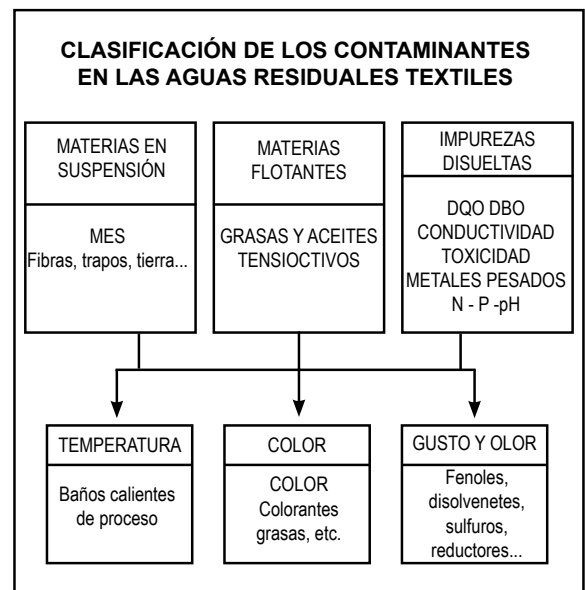 CLASIFICACIÓN DE LOS CONTAMINANTES
EN LAS AGUAS RESIDUALES TEXTILES
MATERIAS EN
SUSPENSIÓN
MES
Fibras, trapos, tierra...
MATERIAS
FLOTANTES
GRASAS Y ACEITES
TENSIOCTIVOS
IMPUREZAS
DISUELTAS
DQO DBO
CONDUCTIVIDAD
TOXICIDAD
METALES PESADOS
N - P -pH
TEMPERATURA
Baños calientes
de proceso
COLOR
COLOR
Colorantes
grasas, etc.
GUSTO Y OLOR
Fenoles,
disolvenetes,
sulfuros,
reductores...